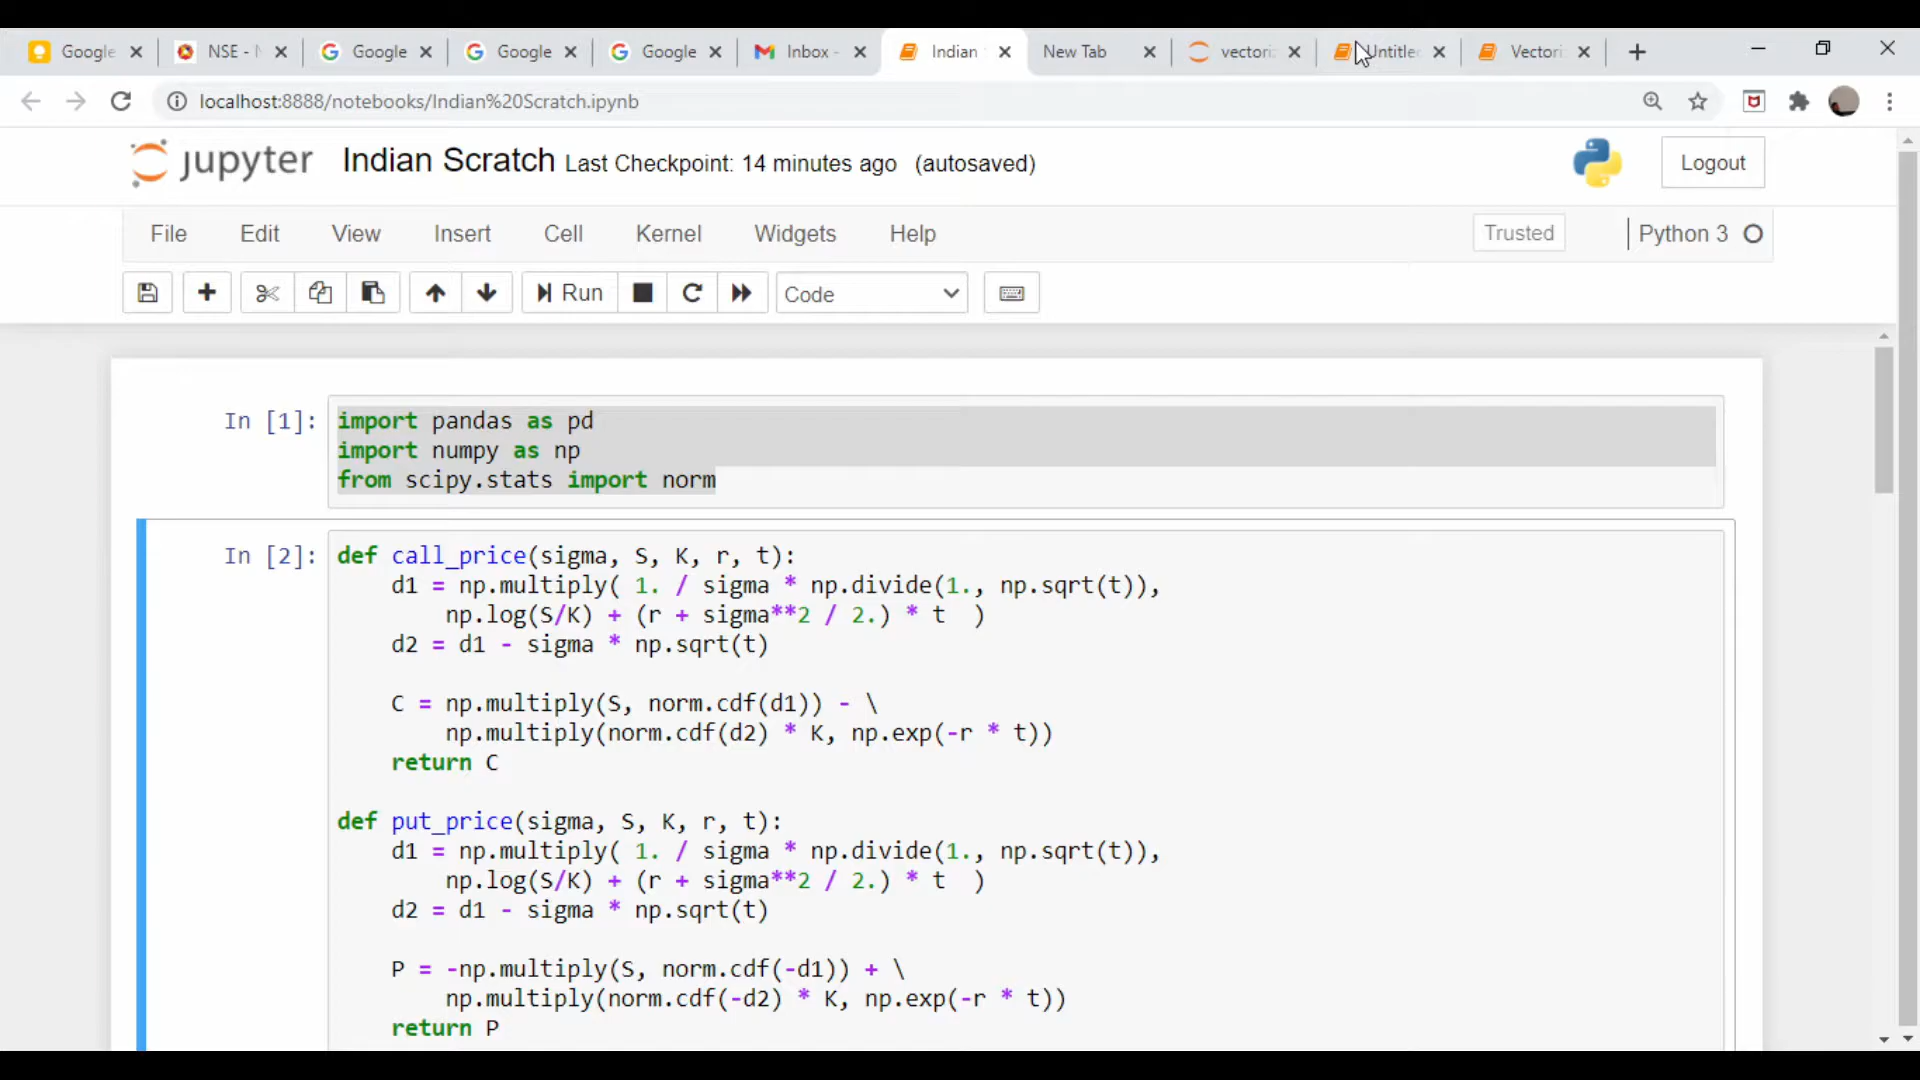 Google
NSE - N
Google
Google
Google
Inbox -
Indian
New Tab
vectori
Untitle
Vectori
localhost:8888/notebooks/Indian%20Scratch.ipynb
jupyter Indian Scratch Last Checkpoint: 14 minutes ago (autosaved)
Logout
File Edit View Insert Cell Kernel Widgets Help
Trusted
Python 3
Run
Code
In [1]:
import pandas as pd
import numpy as np
from scipy.stats import norm
In [2]:
def call_price(sigma, S, K, r, t):
    d1 = np.multiply( 1. / sigma * np.divide(1., np.sqrt(t)),
        np.log(S/K) + (r + sigma**2 / 2.) * t  )
    d2 = d1 - sigma * np.sqrt(t)
    C = np.multiply(S, norm.cdf(d1)) - \
        np.multiply(norm.cdf(d2) * K, np.exp(-r * t))
    return C
def put_price(sigma, S, K, r, t):
    d1 = np.multiply( 1. / sigma * np.divide(1., np.sqrt(t)),
        np.log(S/K) + (r + sigma**2 / 2.) * t  )
    d2 = d1 - sigma * np.sqrt(t)
    P = -np.multiply(S, norm.cdf(-d1)) + \
        np.multiply(norm.cdf(-d2) * K, np.exp(-r * t))
    return P